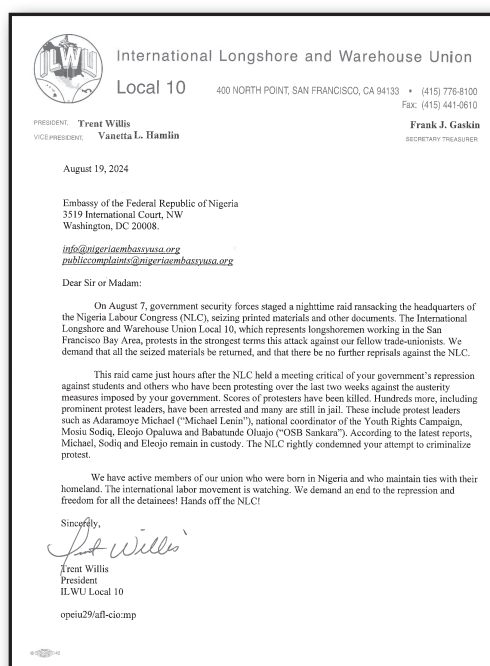 ILWU
International Longshore and Warehouse Union
Local 10
400 NORTH POINT, SAN FRANCISCO, CA 94133 • (415) 776-8100
Fax: (415) 441-0610
PRESIDENT, Trent Willis
VICE PRESIDENT, Vanetta L. Hamlin
Frank J. Gaskin
SECRETARY TREASURER
August 19, 2024
Embassy of the Federal Republic of Nigeria
3519 International Court, NW
Washington, DC 20008.
info@nigeriaembassyusa.org
publiccomplaints@nigeriaembassyusa.org
Dear Sir or Madam:
On August 7, government security forces staged a nighttime raid ransacking the headquarters of
the Nigeria Labour Congress (NLC), seizing printed materials and other documents. The International
Longshore and Warehouse Union Local 10, which represents longshoremen working in the San
Francisco Bay Area, protests in the strongest terms this attack against our fellow trade-unionists. We
demand that all the seized materials be returned, and that there be no further reprisals against the NLC.
This raid came just hours after the NLC held a meeting critical of your government's repression
against students and others who have been protesting over the last two weeks against the austerity
measures imposed by your government. Scores of protesters have been killed. Hundreds more, including
prominent protest leaders, have been arrested and many are still in jail. These include protest leaders
such as Adaramoye Michael ("Michael Lenin"), national coordinator of the Youth Rights Campaign,
Mosiu Sodiq, Eleojo Opaluwa and Babatunde Oluajo ("OSB Sankara"). According to the latest reports,
Michael, Sodiq and Eleojo remain in custody. The NLC rightly condemned your attempt to criminalize
protest.
We have active members of our union who were born in Nigeria and who maintain ties with their
homeland. The international labor movement is watching. We demand an end to the repression and
freedom for all the detainees! Hands off the NLC!
Sincerely,
Trent Willis
Trent Willis
President
ILWU Local 10
opeiu29/afl-cio:mp